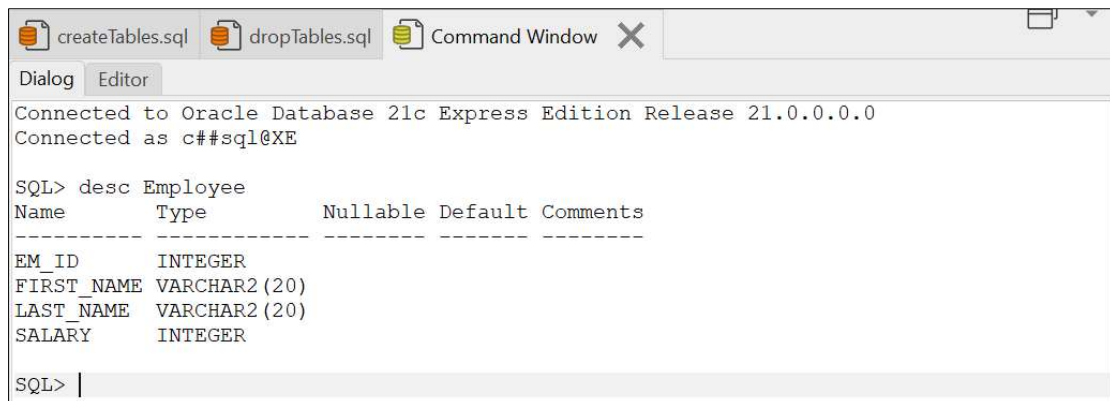 createTables.sql dropTables.sql Command Window
Dialog Editor
Connected to Oracle Database 21c Express Edition Release 21.0.0.0.0
Connected as c##sql@XE
SQL> desc Employee
Name Type Nullable Default Comments
---------- ------------ -------- ------- --------
EM_ID INTEGER
FIRST_NAME VARCHAR2(20)
LAST_NAME VARCHAR2(20)
SALARY INTEGER
SQL>